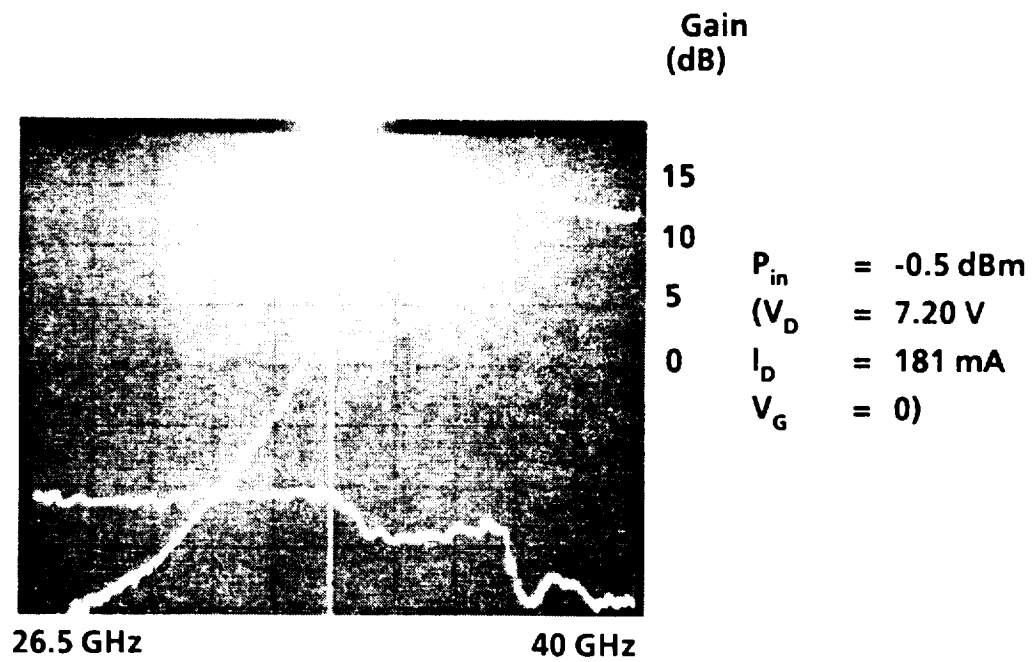 Gain
(dB)
15
10
5
0
P_in = -0.5 dBm
(V_D = 7.20 V
I_D = 181 mA
V_G = 0)
26.5 GHz 40 GHz